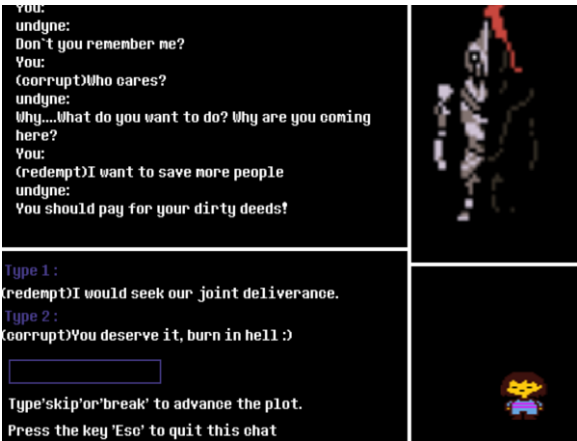 You:
undyne:
Don`t you remember me?
You:
(corrupt)Who cares?
undyne:
Why....What do you want to do? Why are you coming
here?
You:
(redempt)I want to save more people
undyne:
You should pay for your dirty deeds!
Type 1 :
(redempt)I would seek our joint deliverance.
Type 2 :
(corrupt)You deserve it, burn in hell :)
Type'skip'or'break' to advance the plot.
Press the key 'Esc' to quit this chat